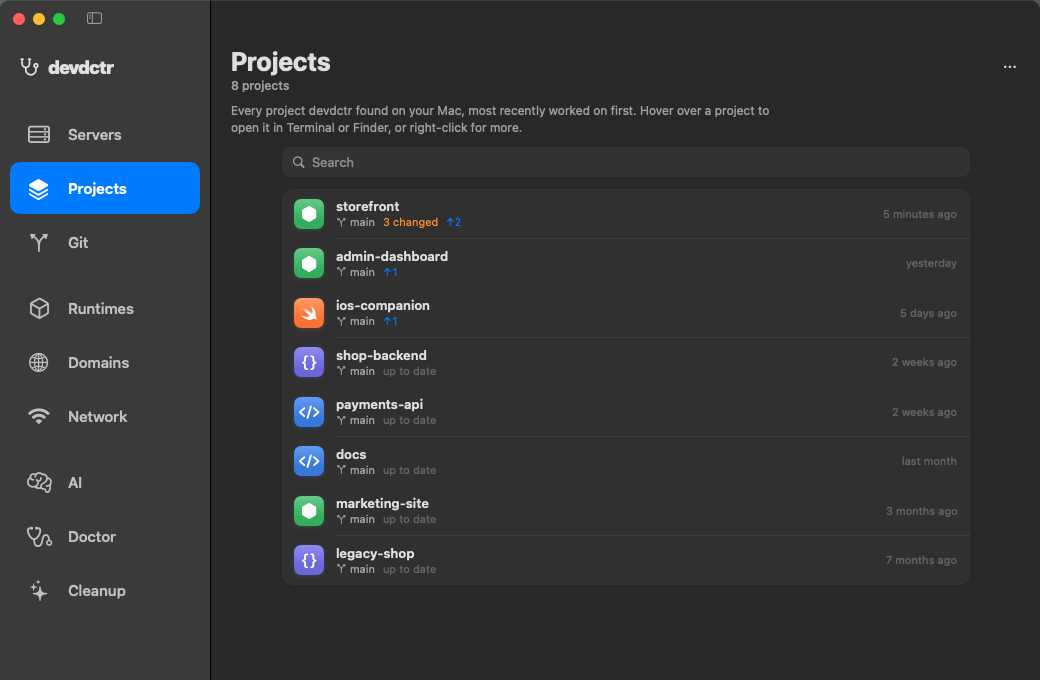 devdctr
Servers
Projects
Git
Runtimes
Domains
Network
AI
Doctor
Cleanup
Projects
8 projects
Every project devdctr found on your Mac, most recently worked on first. Hover over a project to
open it in Terminal or Finder, or right-click for more.
Search
storefront
main 3 changed ↑2
5 minutes ago
admin-dashboard
main ↑1
yesterday
ios-companion
main ↑1
5 days ago
{} shop-backend
main up to date
2 weeks ago
</> payments-api
main up to date
2 weeks ago
</> docs
main up to date
last month
marketing-site
main up to date
3 months ago
{} legacy-shop
main up to date
7 months ago